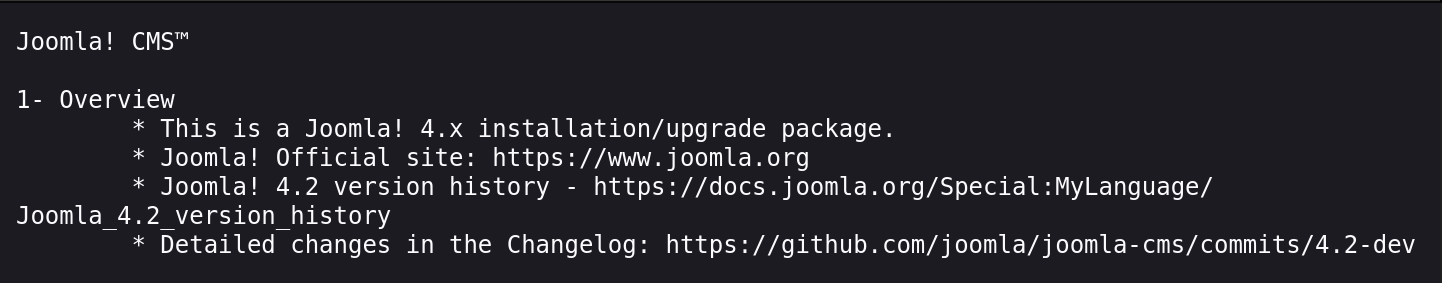 Joomla! CMS™
1- Overview
* This is a Joomla! 4.x installation/upgrade package.
* Joomla! Official site: https://www.joomla.org
* Joomla! 4.2 version history - https://docs.joomla.org/Special:MyLanguage/
Joomla_4.2_version_history
* Detailed changes in the Changelog: https://github.com/joomla/joomla-cms/commits/4.2-dev